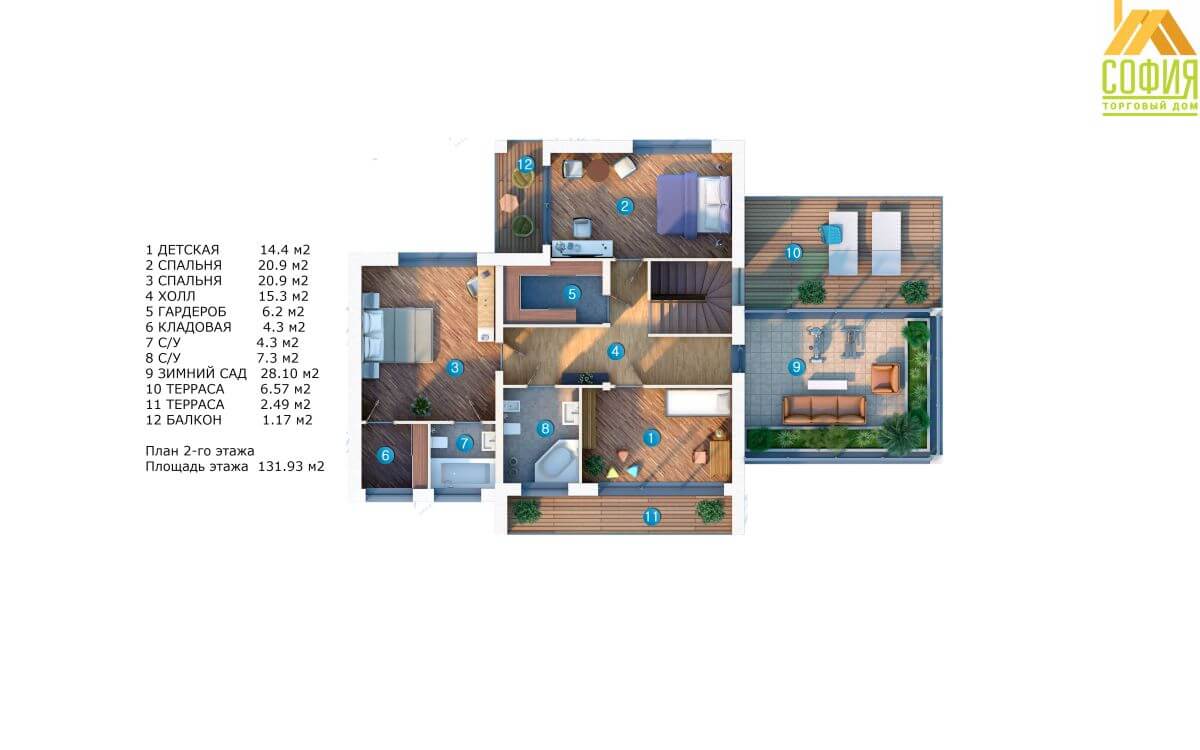 СОФИЯ
ТОРГОВЫЙ ДОМ
1 ДЕТСКАЯ 14.4 м2
2 СПАЛЬНЯ 20.9 м2
3 СПАЛЬНЯ 20.9 м2
4 ХОЛЛ 15.3 м2
5 ГАРДЕРОБ 6.2 м2
6 КЛАДОВАЯ 4.3 м2
7 С/У 4.3 м2
8 С/У 7.3 м2
9 ЗИМНИЙ САД 28.10 м2
10 ТЕРРАСА 6.57 м2
11 ТЕРРАСА 2.49 м2
12 БАЛКОН 1.17 м2
План 2-го этажа
Площадь этажа 131.93 м2
12
2
10
5
4
3
9
1
8
7
6
11